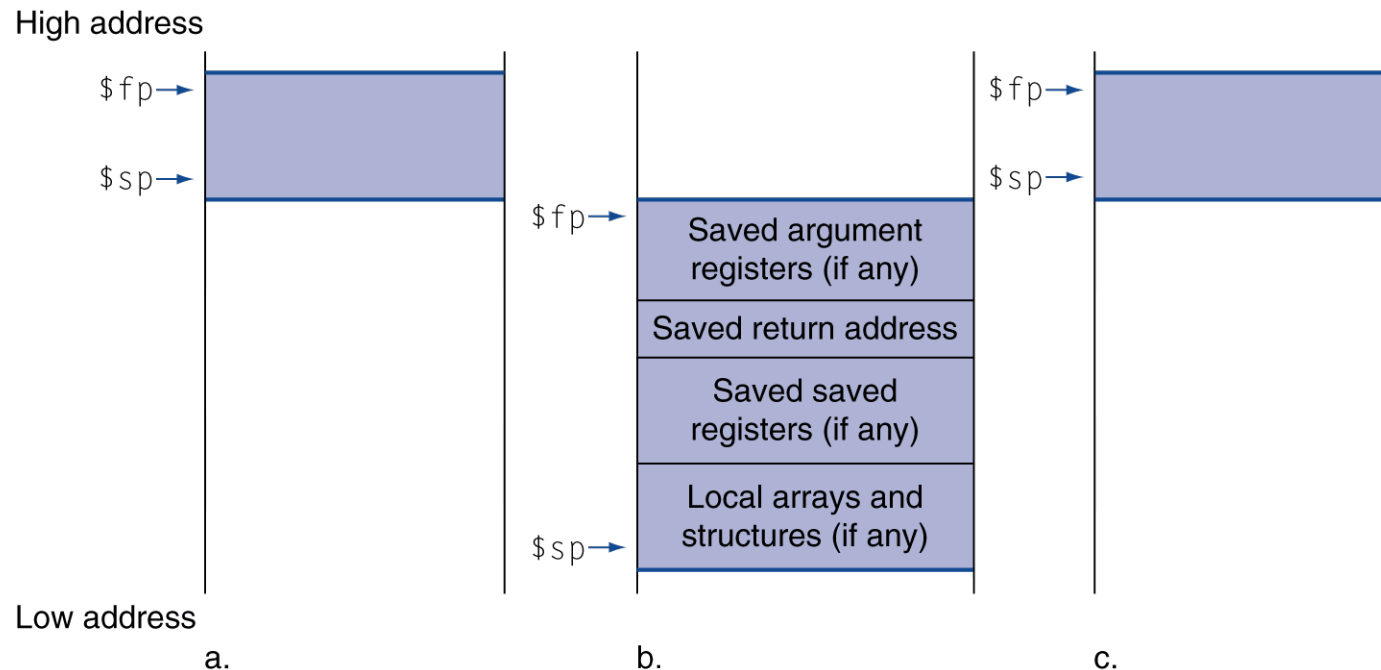 High address
$fp
$sp
$fp
Saved argument
registers (if any)
Saved return address
Saved saved
registers (if any)
Local arrays and
structures (if any)
$sp
$fp
$sp
Low address
a.
b.
c.